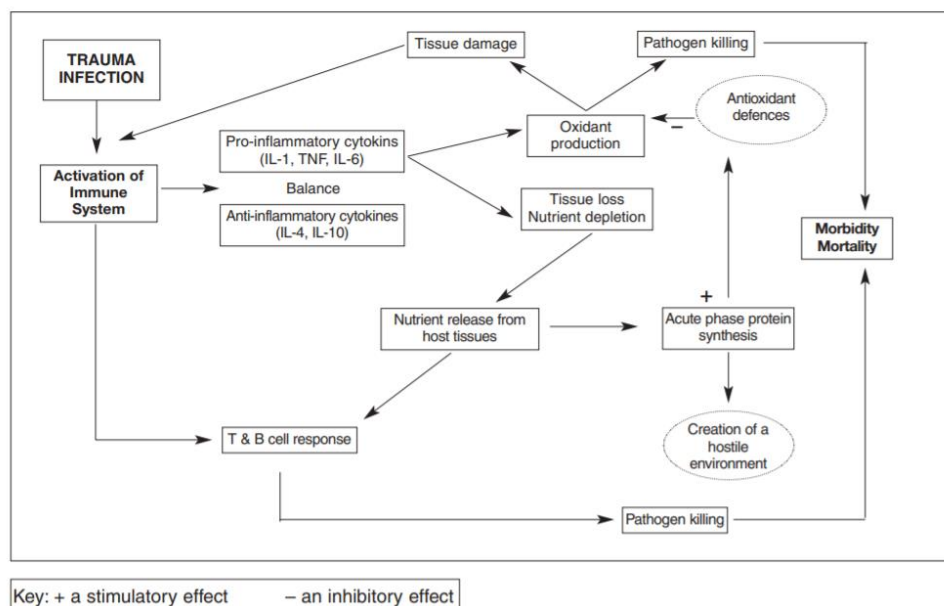 TRAUMA
INFECTION
Tissue damage
Pathogen killing
Antioxidant
defences
–
Oxidant
production
Pro-inflammatory cytokins
(IL-1, TNF, IL-6)
Balance
Anti-inflammatory cytokines
(IL-4, IL-10)
Activation of
Immune
System
Tissue loss
Nutrient depletion
Morbidity
Mortality
+
Nutrient release from
host tissues
Acute phase protein
synthesis
T & B cell response
Creation of a
hostile
environment
Pathogen killing
Key: + a stimulatory effect – an inhibitory effect